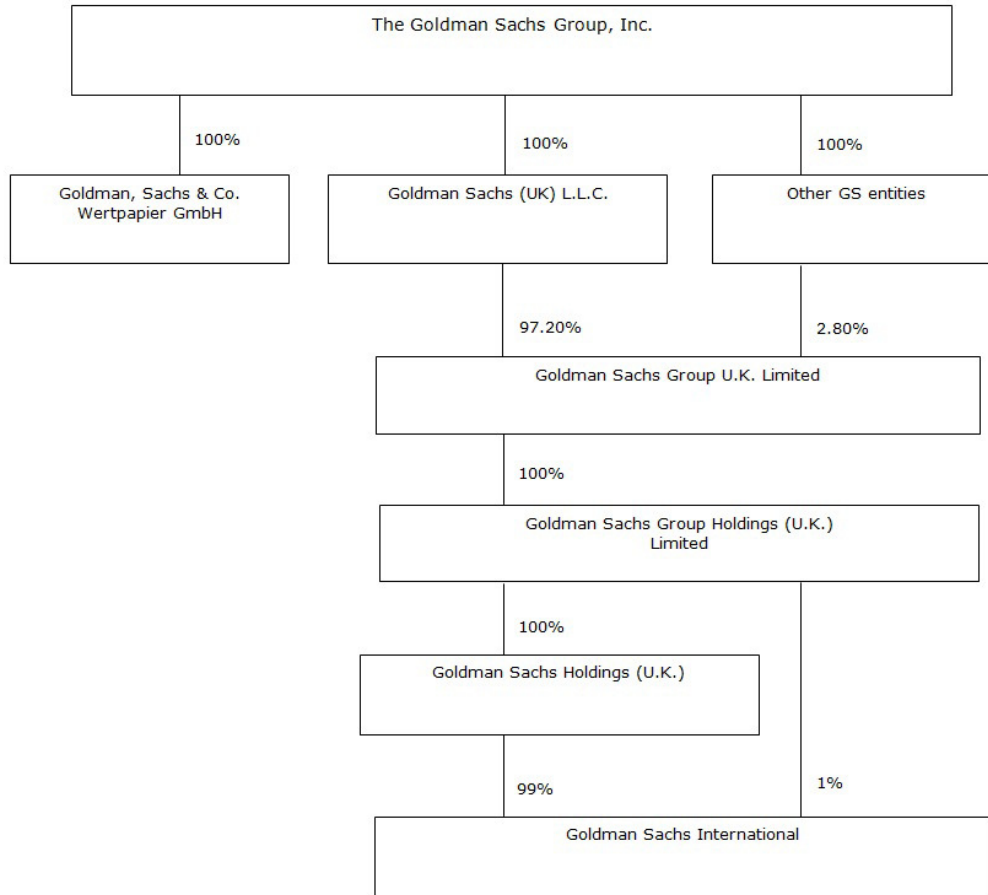 The Goldman Sachs Group, Inc.
100%
100%
100%
Goldman, Sachs & Co.
Wertpapier GmbH
Goldman Sachs (UK) L.L.C.
Other GS entities
97.20%
2.80%
Goldman Sachs Group U.K. Limited
100%
Goldman Sachs Group Holdings (U.K.)
Limited
100%
Goldman Sachs Holdings (U.K.)
99%
1%
Goldman Sachs International